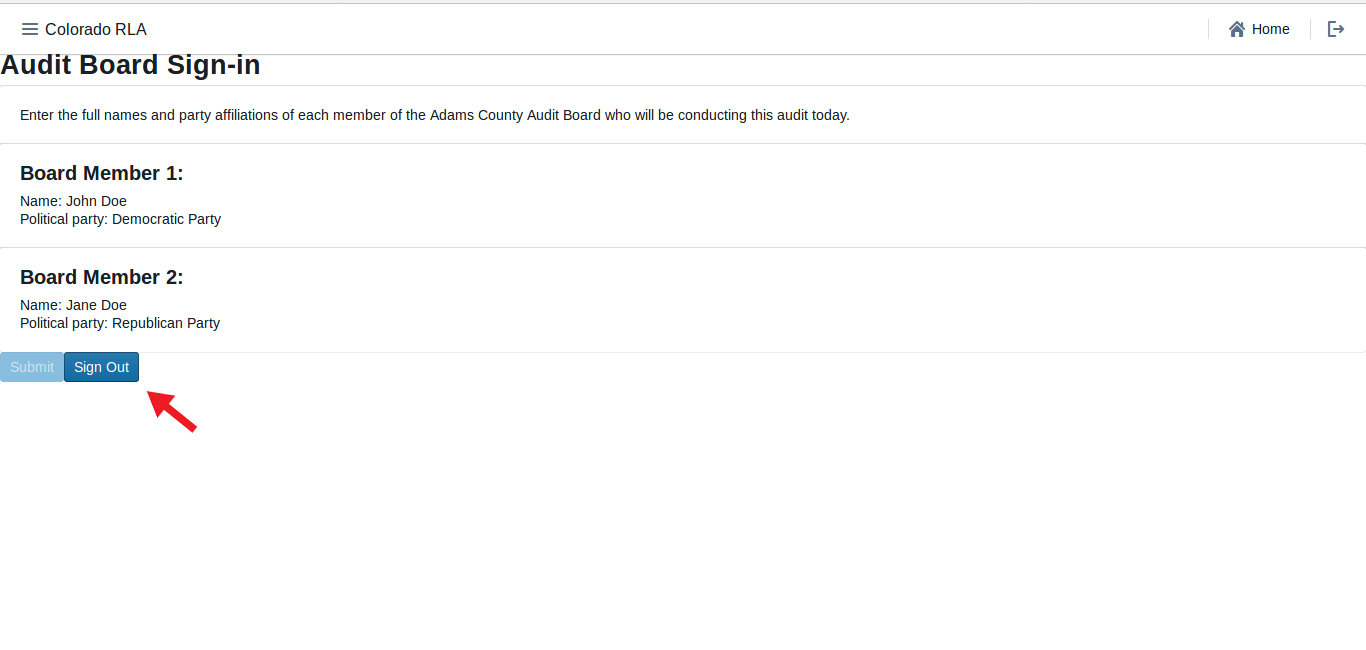 Colorado RLA
Home
Audit Board Sign-in
Enter the full names and party affiliations of each member of the Adams County Audit Board who will be conducting this audit today.
Board Member 1:
Name: John Doe
Political party: Democratic Party
Board Member 2:
Name: Jane Doe
Political party: Republican Party
Submit Sign Out